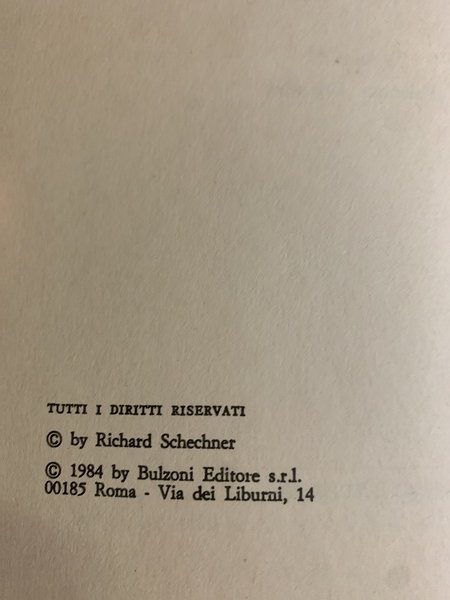 TUTTI I DIRITTI RISERVATI
© by Richard Schechner
© 1984 by Bulzoni Editore s.r.l.
00185 Roma - Via dei Liburni, 14